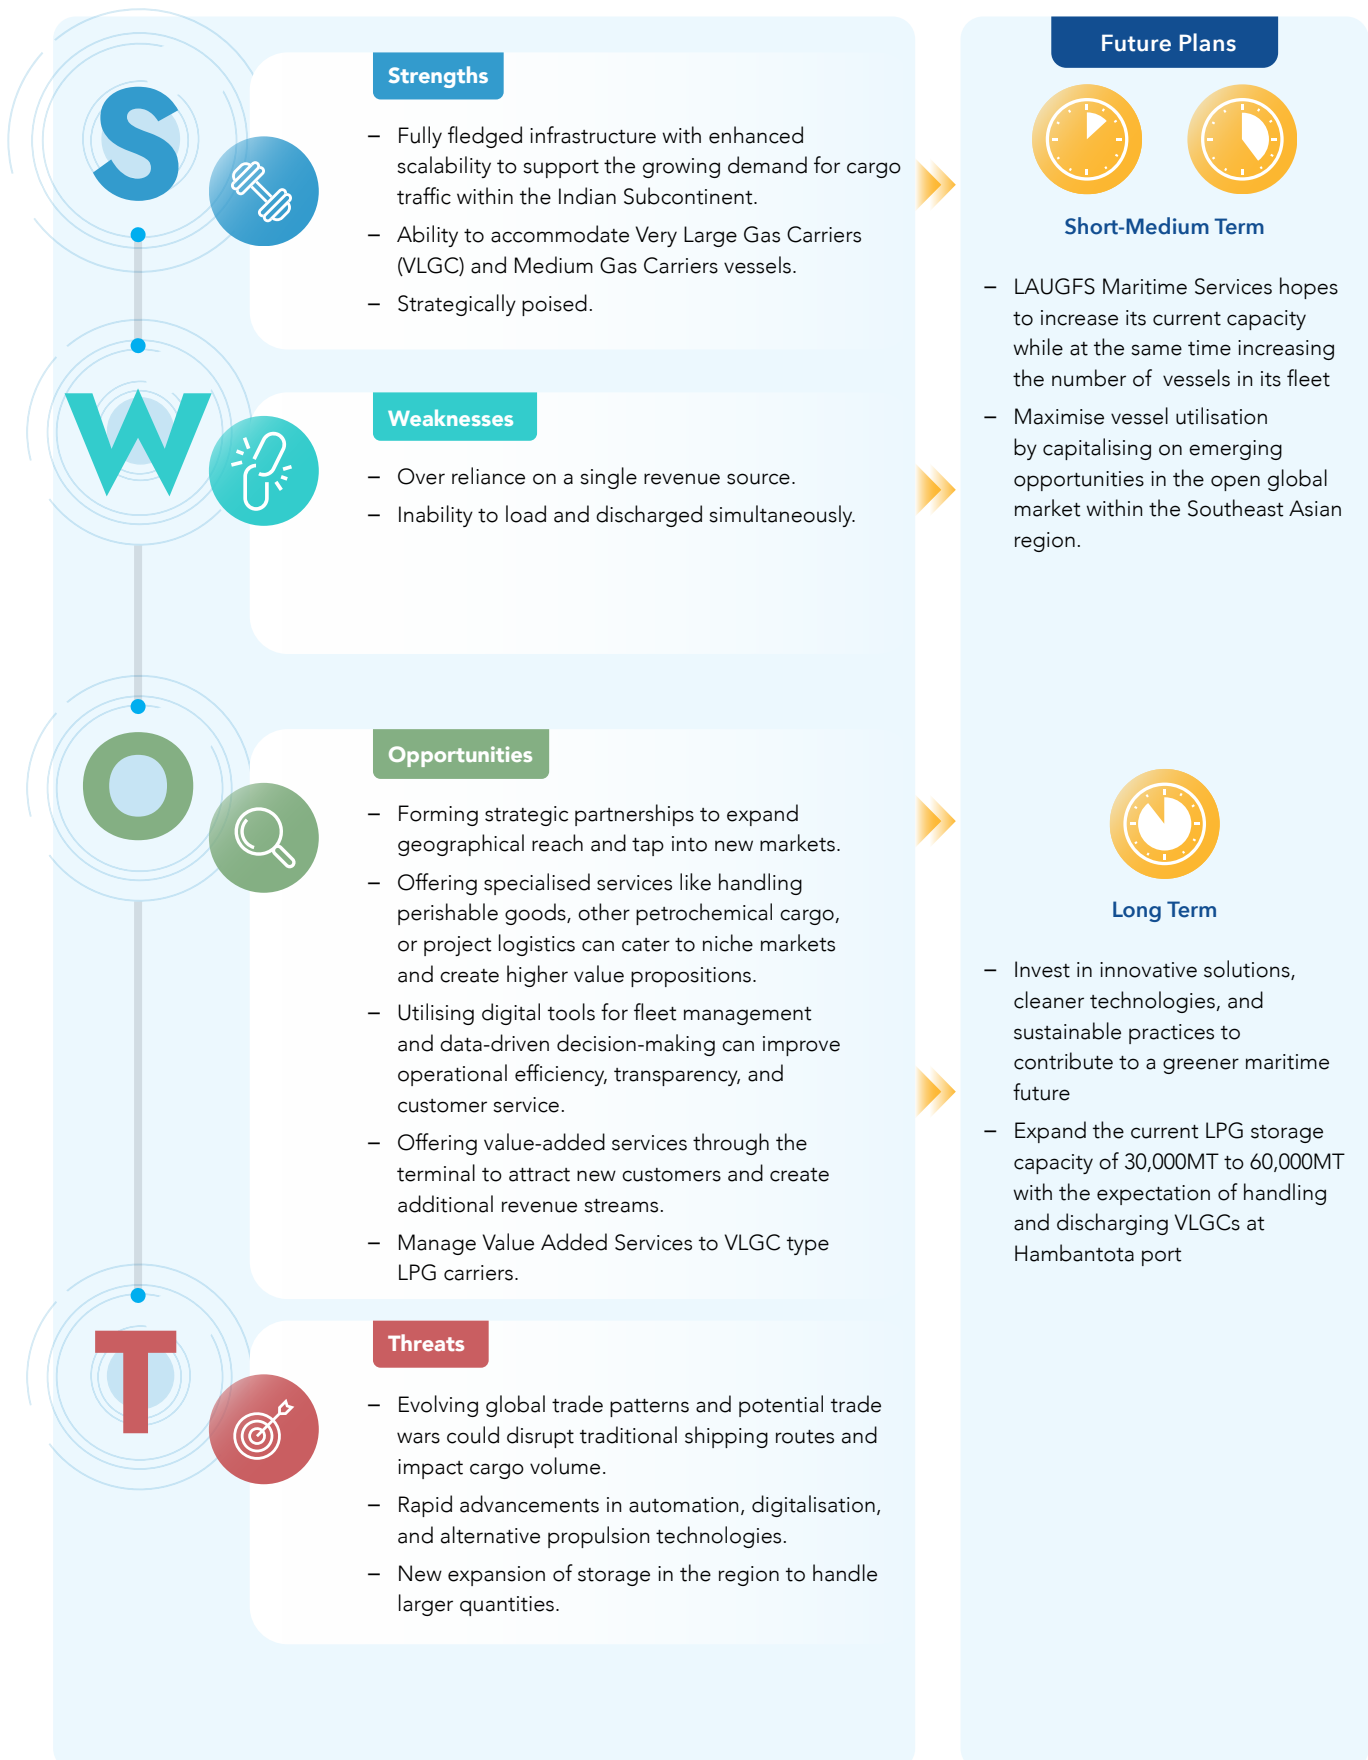 S
Strengths
– Fully fledged infrastructure with enhanced
scalability to support the growing demand for cargo
traffic within the Indian Subcontinent.
– Ability to accommodate Very Large Gas Carriers
(VLGC) and Medium Gas Carriers vessels.
– Strategically poised.
W
Weaknesses
– Over reliance on a single revenue source.
– Inability to load and discharged simultaneously.
O
Opportunities
– Forming strategic partnerships to expand
geographical reach and tap into new markets.
– Offering specialised services like handling
perishable goods, other petrochemical cargo,
or project logistics can cater to niche markets
and create higher value propositions.
– Utilising digital tools for fleet management
and data-driven decision-making can improve
operational efficiency, transparency, and
customer service.
– Offering value-added services through the
terminal to attract new customers and create
additional revenue streams.
– Manage Value Added Services to VLGC type
LPG carriers.
T
Threats
– Evolving global trade patterns and potential trade
wars could disrupt traditional shipping routes and
impact cargo volume.
– Rapid advancements in automation, digitalisation,
and alternative propulsion technologies.
– New expansion of storage in the region to handle
larger quantities.
Future Plans
Short-Medium Term
– LAUGFS Maritime Services hopes
to increase its current capacity
while at the same time increasing
the number of vessels in its fleet
– Maximise vessel utilisation
by capitalising on emerging
opportunities in the open global
market within the Southeast Asian
region.
Long Term
– Invest in innovative solutions,
cleaner technologies, and
sustainable practices to
contribute to a greener maritime
future
– Expand the current LPG storage
capacity of 30,000MT to 60,000MT
with the expectation of handling
and discharging VLGCs at
Hambantota port